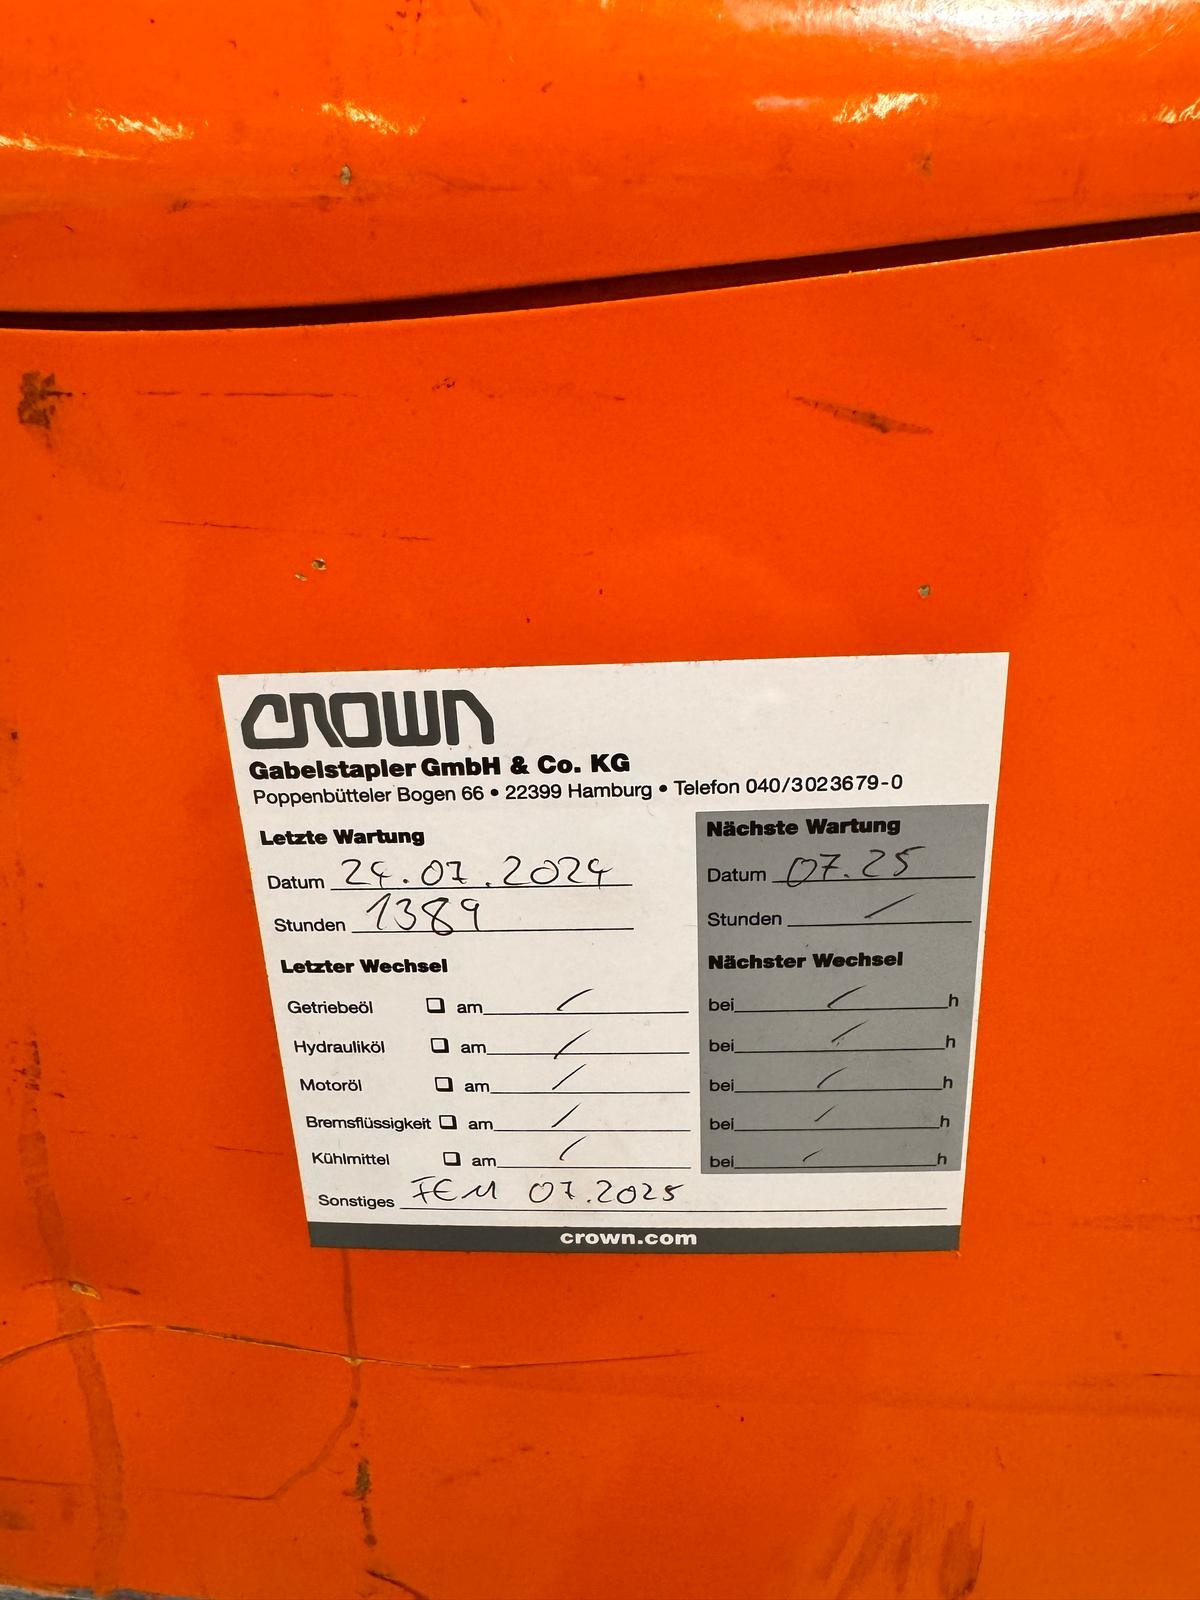 CROWN
Gabelstapler GmbH & Co. KG
Poppenbütteler Bogen 66 • 22399 Hamburg • Telefon 040/3023679-0
Letzte Wartung
Datum 24.07.2024
Stunden 1389
Nächste Wartung
Datum 07.25
Stunden /
Letzter Wechsel
Getriebeöl ❑ am /
Hydrauliköl ❑ am /
Motoröl ❑ am /
Bremsflüssigkeit ❑ am /
Kühlmittel ❑ am /
Nächster Wechsel
bei / h
bei / h
bei / h
bei / h
bei / h
Sonstiges FEM 07.2025
crown.com